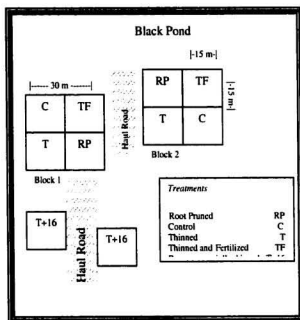 Black Pond
|-15 m-|
|---- 30 m ----|
RP TF
|-15 m-|
C TF
Haul Road
T C
T RP
Block 2
Block 1
Treatments
Root Pruned RP
Control C
Thinned T
Thinned and Fertilized TF
T+16
T+16
Haul Road